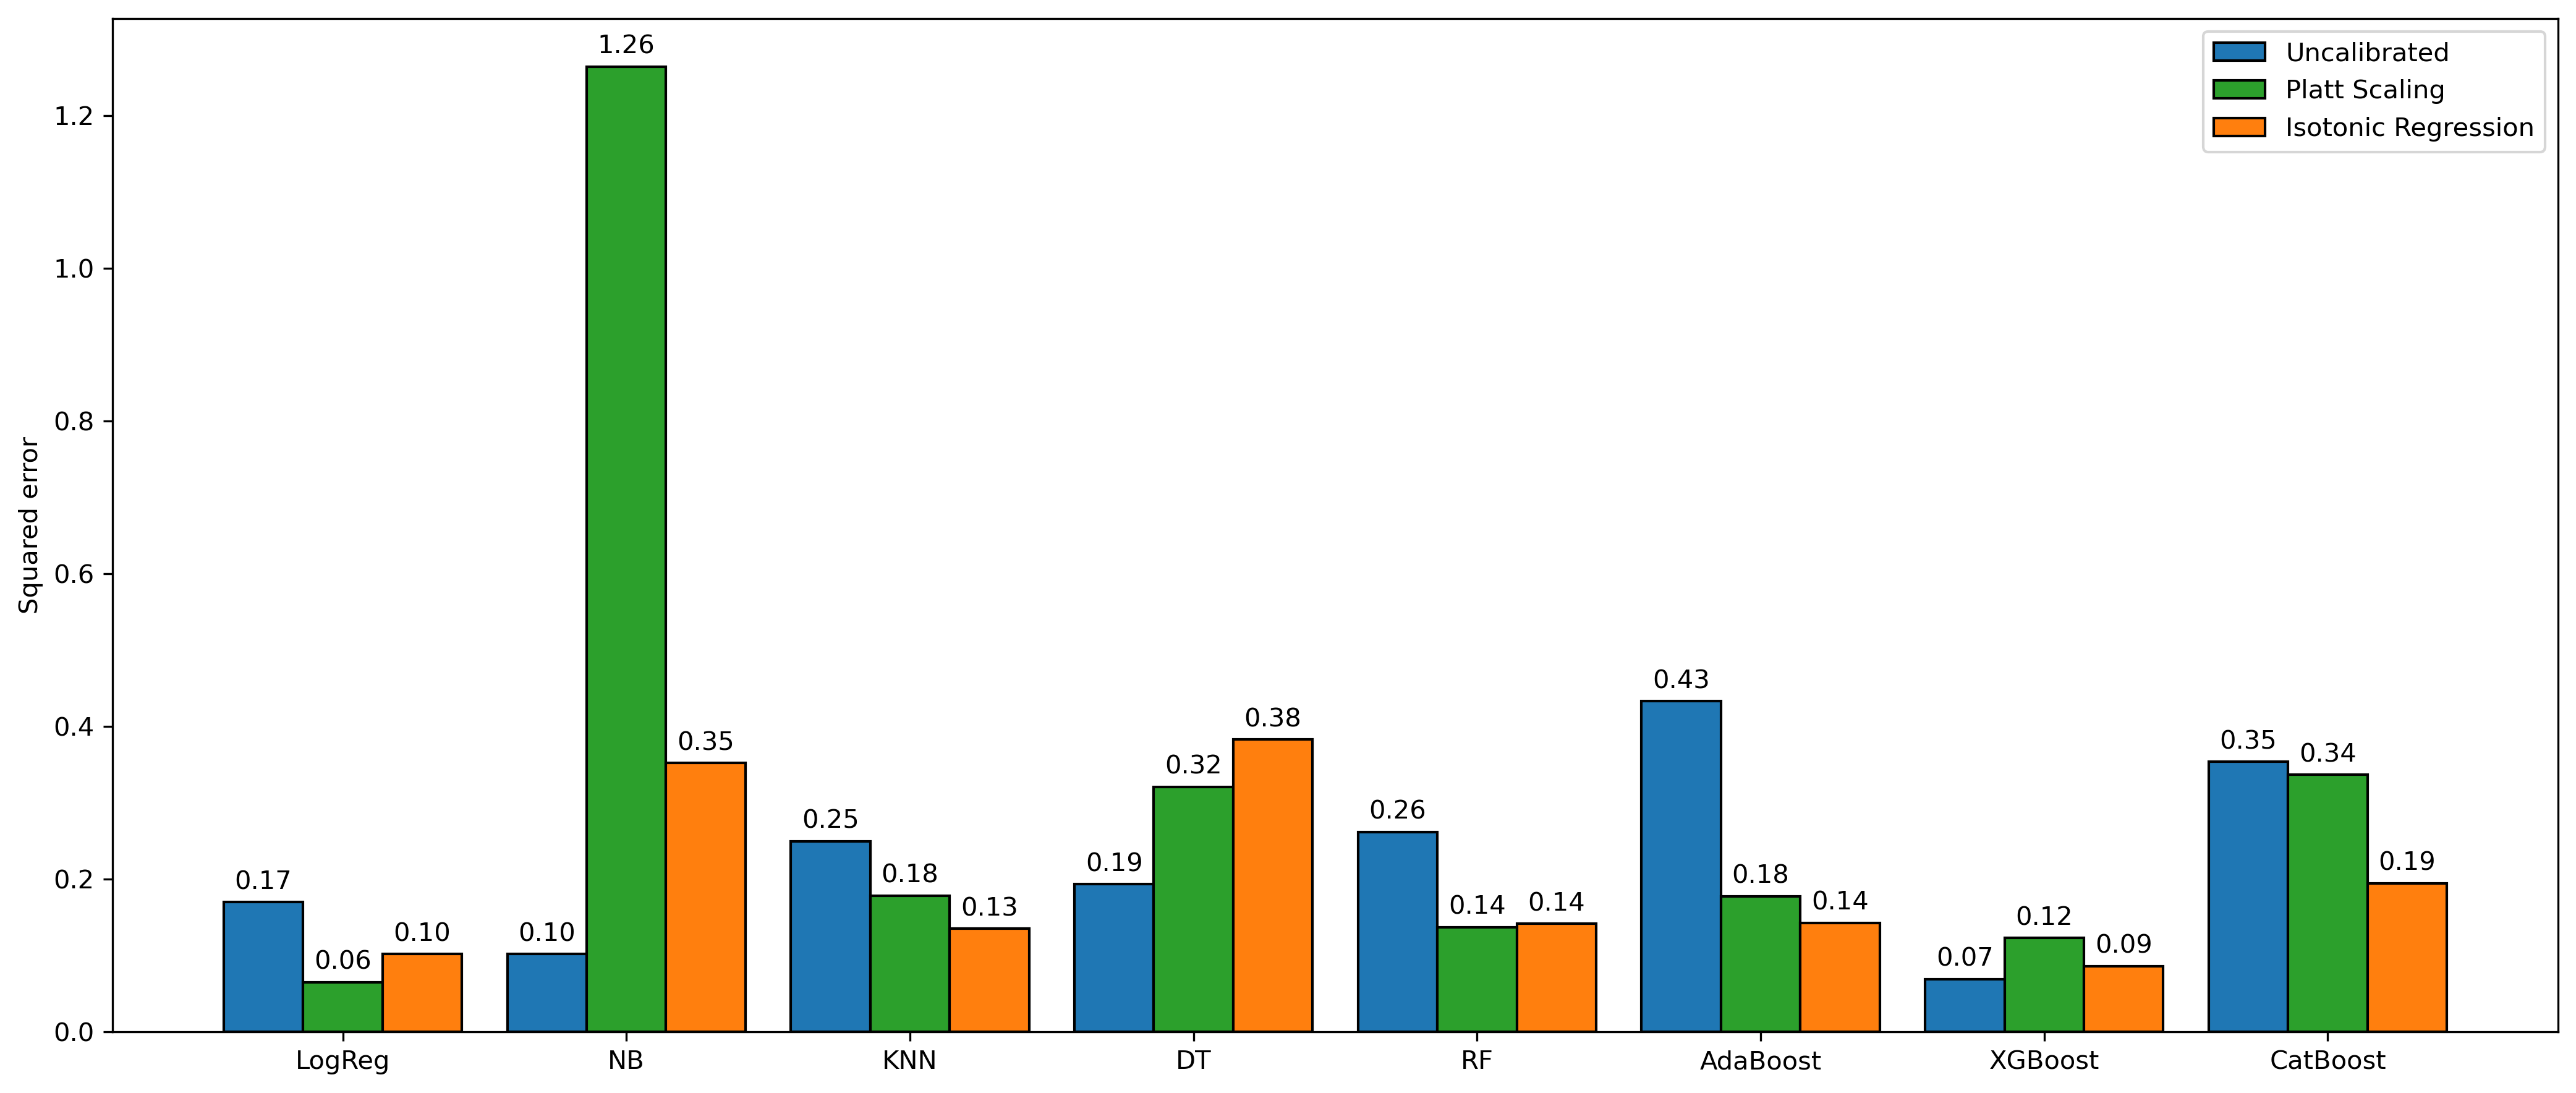 1.26
Uncalibrated
Platt Scaling
Isotonic Regression
Squared error
1.2
1.0
0.8
0.6
0.4
0.2
0.0
0.17
0.06
0.10
0.10
0.35
0.25
0.18
0.13
0.19
0.32
0.38
0.26
0.14
0.14
0.43
0.18
0.14
0.07
0.12
0.09
0.35
0.34
0.19
LogReg
NB
KNN
DT
RF
AdaBoost
XGBoost
CatBoost